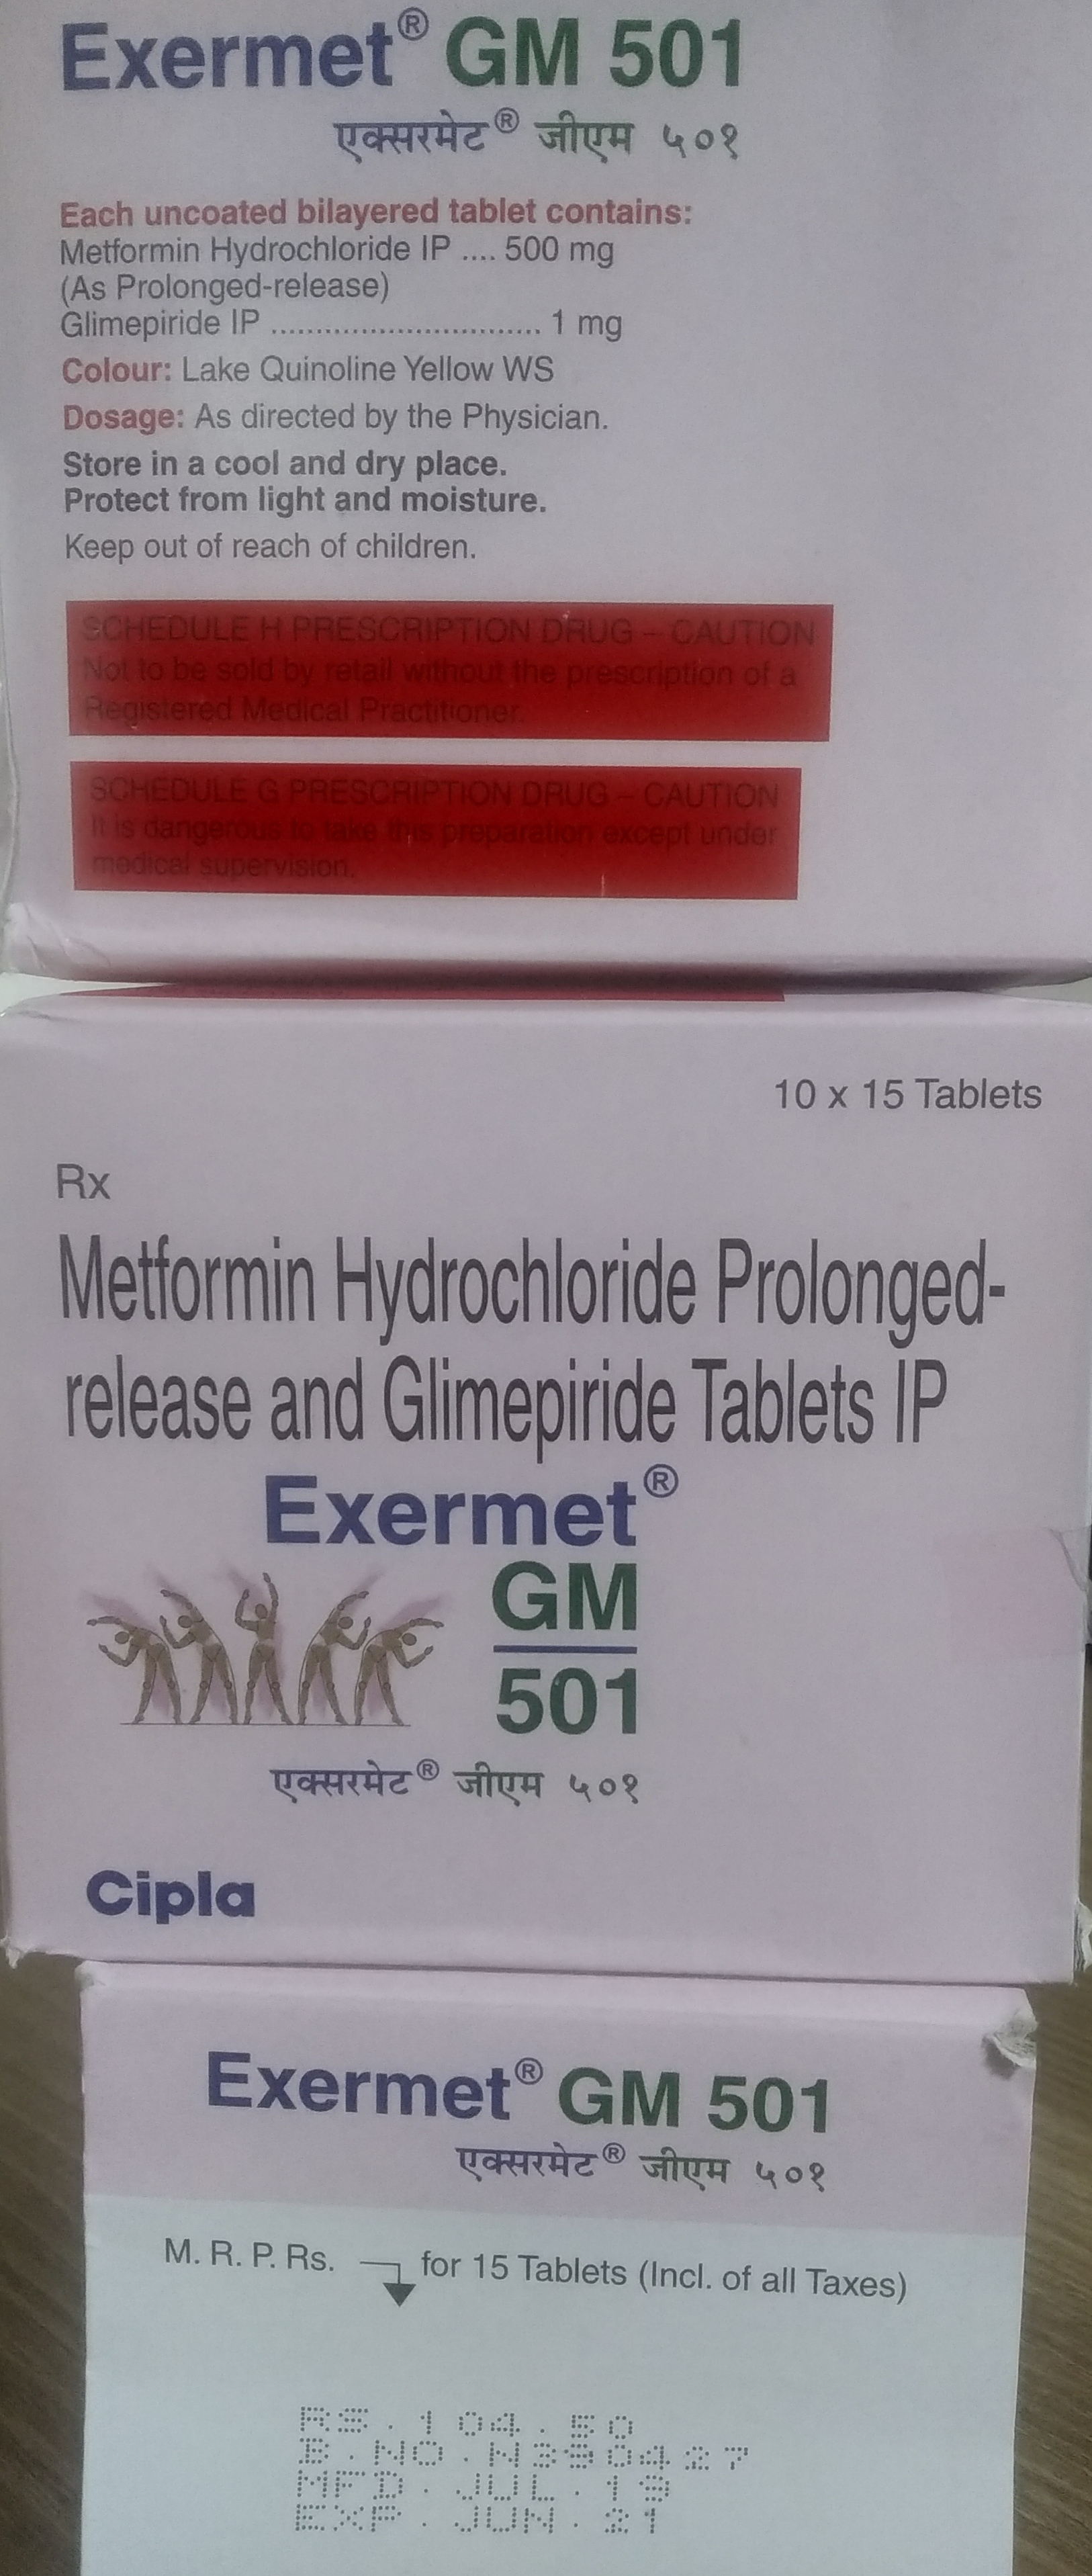 Exermet® GM 501
एक्सरमेट® जीएम ५०१
Each uncoated bilayered tablet contains:
Metformin Hydrochloride IP .... 500 mg
(As Prolonged-release)
Glimepiride IP .............................. 1 mg
Colour: Lake Quinoline Yellow WS
Dosage: As directed by the Physician.
Store in a cool and dry place.
Protect from light and moisture.
Keep out of reach of children.
SCHEDULE H PRESCRIPTION DRUG – CAUTION
Not to be sold by retail without the prescription of a
Registered Medical Practitioner.
SCHEDULE G PRESCRIPTION DRUG – CAUTION
It is dangerous to take this preparation except under
medical supervision.
10 x 15 Tablets
Rx
Metformin Hydrochloride Prolonged-
release and Glimepiride Tablets IP
Exermet®
GM
501
एक्सरमेट® जीएम ५०१
Cipla
Exermet® GM 501
एक्सरमेट® जीएम ५०१
M. R. P. Rs. for 15 Tablets (Incl. of all Taxes)
RS.104.50
B.NO.
MFD.JUL.19
EXP.JUN.21